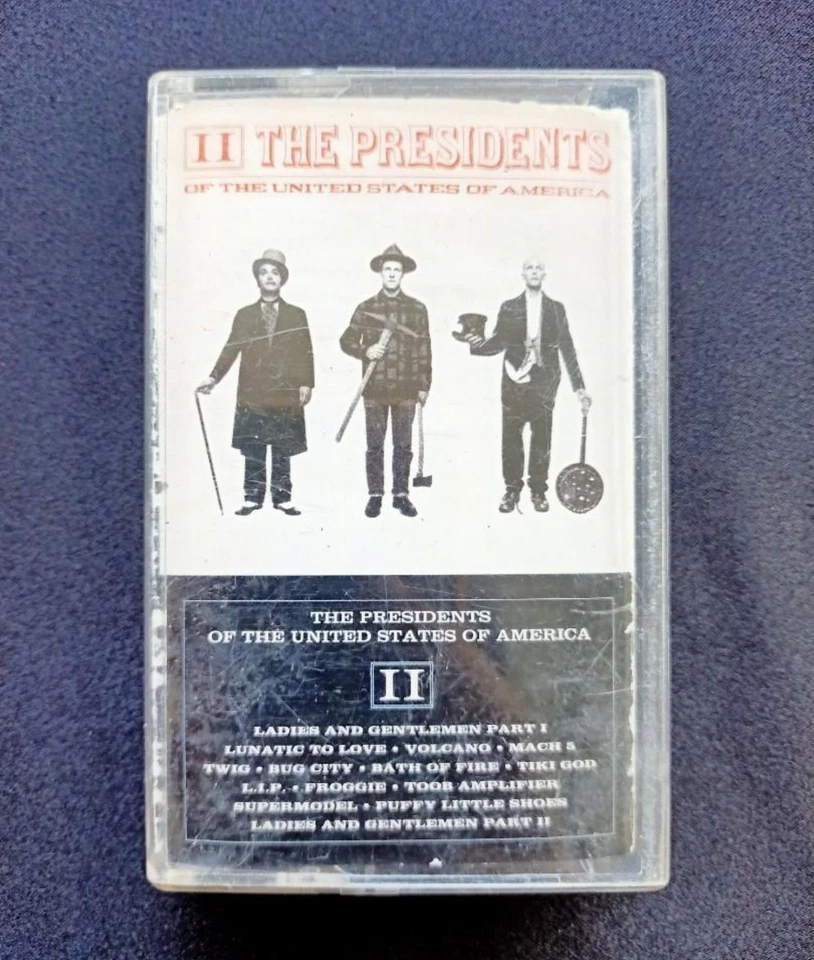 II THE PRESIDENTS
OF THE UNITED STATES OF AMERICA
THE PRESIDENTS
OF THE UNITED STATES OF AMERICA
II
LADIES AND GENTLEMEN PART I
LUNATIC TO LOVE • VOLCANO • MACH 5
TWIG • BUG CITY • BATH OF FIRE • TIKI GOD
L.I.P. • FROGGIE • TOOB AMPLIFIER
SUPERMODEL • PUFFY LITTLE SHOES
LADIES AND GENTLEMEN PART II